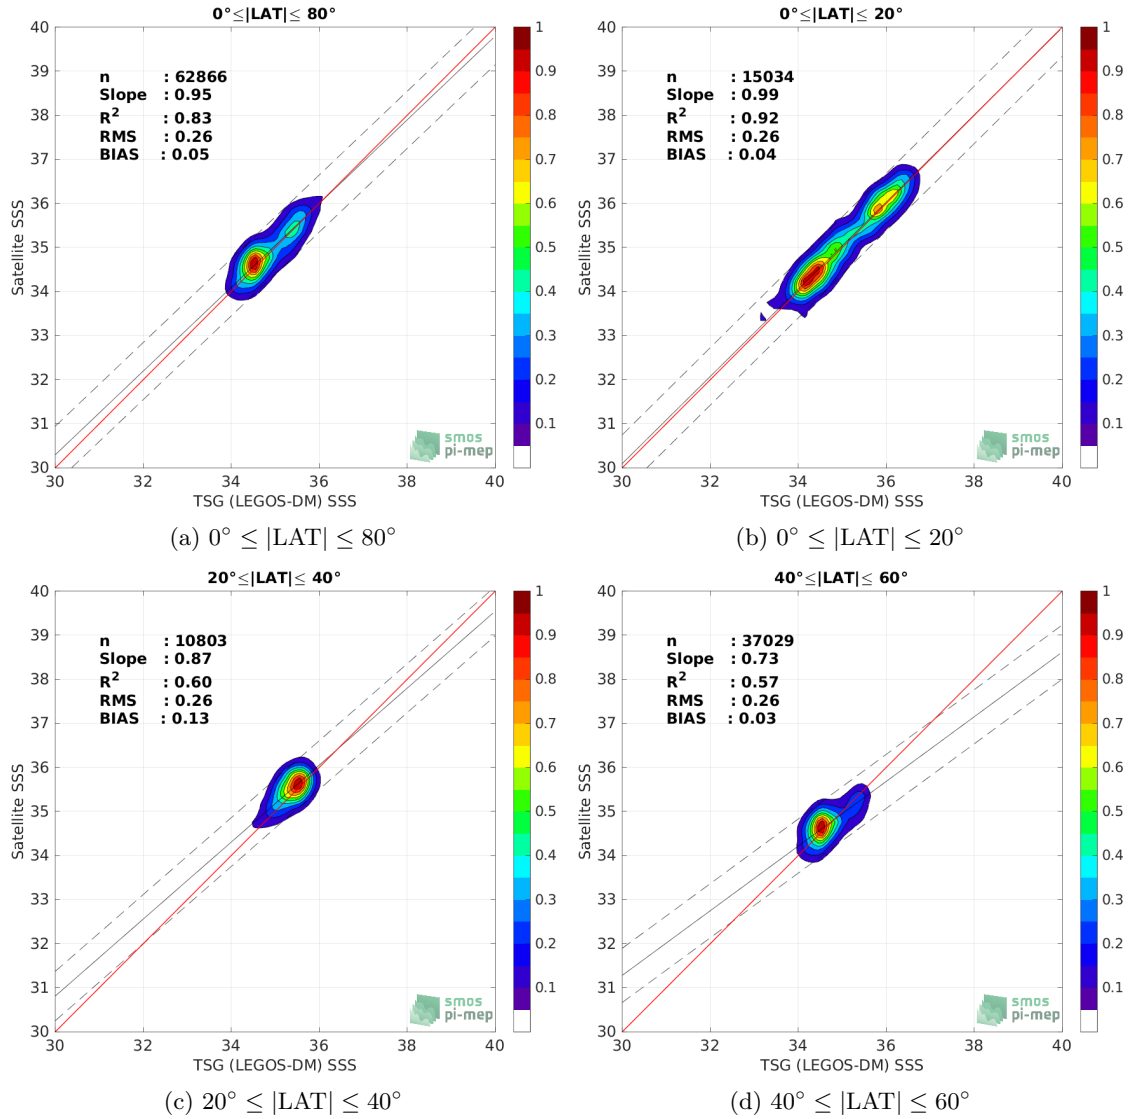 0°≤|LAT|≤ 80°
n : 62866
Slope : 0.95
R² : 0.83
RMS : 0.26
BIAS : 0.05
40
39
38
37
36
35
34
33
32
31
30
Satellite SSS
30 32 34 36 38 40
TSG (LEGOS-DM) SSS
1
0.9
0.8
0.7
0.6
0.5
0.4
0.3
0.2
0.1
smos
pi-mep
(a) 0° ≤ |LAT| ≤ 80°
0°≤|LAT|≤ 20°
n : 15034
Slope : 0.99
R² : 0.92
RMS : 0.26
BIAS : 0.04
40
39
38
37
36
35
34
33
32
31
30
Satellite SSS
30 32 34 36 38 40
TSG (LEGOS-DM) SSS
1
0.9
0.8
0.7
0.6
0.5
0.4
0.3
0.2
0.1
smos
pi-mep
(b) 0° ≤ |LAT| ≤ 20°
20°≤|LAT|≤ 40°
n : 10803
Slope : 0.87
R² : 0.60
RMS : 0.26
BIAS : 0.13
40
39
38
37
36
35
34
33
32
31
30
Satellite SSS
30 32 34 36 38 40
TSG (LEGOS-DM) SSS
1
0.9
0.8
0.7
0.6
0.5
0.4
0.3
0.2
0.1
smos
pi-mep
(c) 20° ≤ |LAT| ≤ 40°
40°≤|LAT|≤ 60°
n : 37029
Slope : 0.73
R² : 0.57
RMS : 0.26
BIAS : 0.03
40
39
38
37
36
35
34
33
32
31
30
Satellite SSS
30 32 34 36 38 40
TSG (LEGOS-DM) SSS
1
0.9
0.8
0.7
0.6
0.5
0.4
0.3
0.2
0.1
smos
pi-mep
(d) 40° ≤ |LAT| ≤ 60°